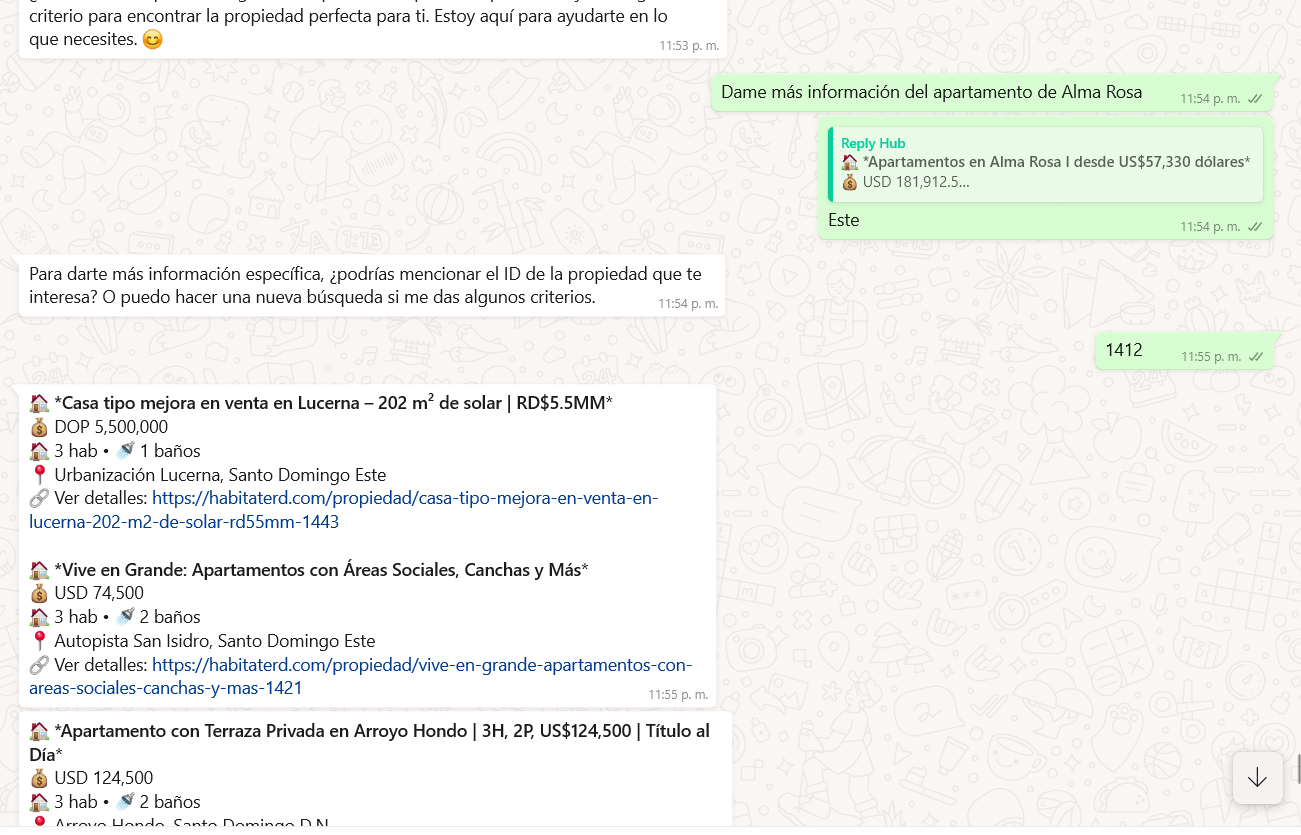 criterio para encontrar la propiedad perfecta para ti. Estoy aquí para ayudarte en lo
que necesites. 😊
11:53 p. m.
Dame más información del apartamento de Alma Rosa
11:54 p. m.
Reply Hub
🏠 *Apartamentos en Alma Rosa I desde US$57,330 dólares*
💰 USD 181,912.5...
Este
11:54 p. m.
Para darte más información específica, ¿podrías mencionar el ID de la propiedad que te
interesa? O puedo hacer una nueva búsqueda si me das algunos criterios.
11:54 p. m.
1412
11:55 p. m.
🏠 *Casa tipo mejora en venta en Lucerna – 202 m² de solar | RD$5.5MM*
💰 DOP 5,500,000
🏠 3 hab • 🚿 1 baños
📍 Urbanización Lucerna, Santo Domingo Este
🔗 Ver detalles: https://habitaterd.com/propiedad/casa-tipo-mejora-en-venta-en-
lucerna-202-m2-de-solar-rd55mm-1443
🏠 *Vive en Grande: Apartamentos con Áreas Sociales, Canchas y Más*
💰 USD 74,500
🏠 3 hab • 🚿 2 baños
📍 Autopista San Isidro, Santo Domingo Este
🔗 Ver detalles: https://habitaterd.com/propiedad/vive-en-grande-apartamentos-con-
areas-sociales-canchas-y-mas-1421
11:55 p. m.
🏠 *Apartamento con Terraza Privada en Arroyo Hondo | 3H, 2P, US$124,500 | Título al
Día*
💰 USD 124,500
🏠 3 hab • 🚿 2 baños
📍 Arroyo Hondo, Santo Domingo D.N.